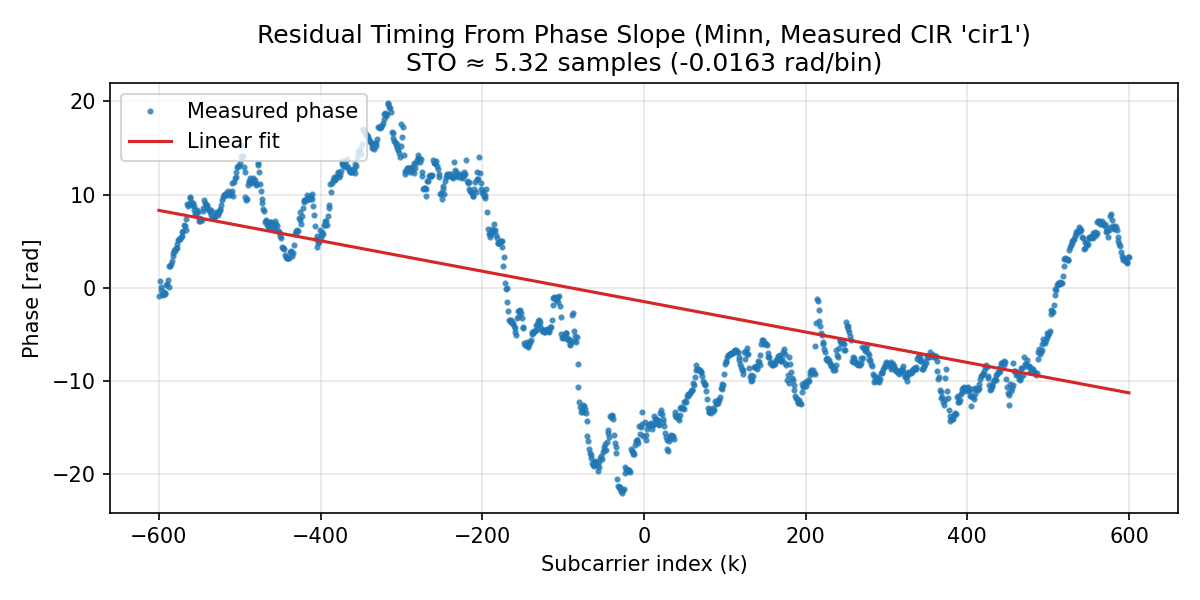 Residual Timing From Phase Slope (Minn, Measured CIR 'cir1')
STO ≈ 5.32 samples (-0.0163 rad/bin)
Measured phase
Linear fit
Phase [rad]
20
10
0
−10
−20
−600
−400
−200
0
200
400
600
Subcarrier index (k)